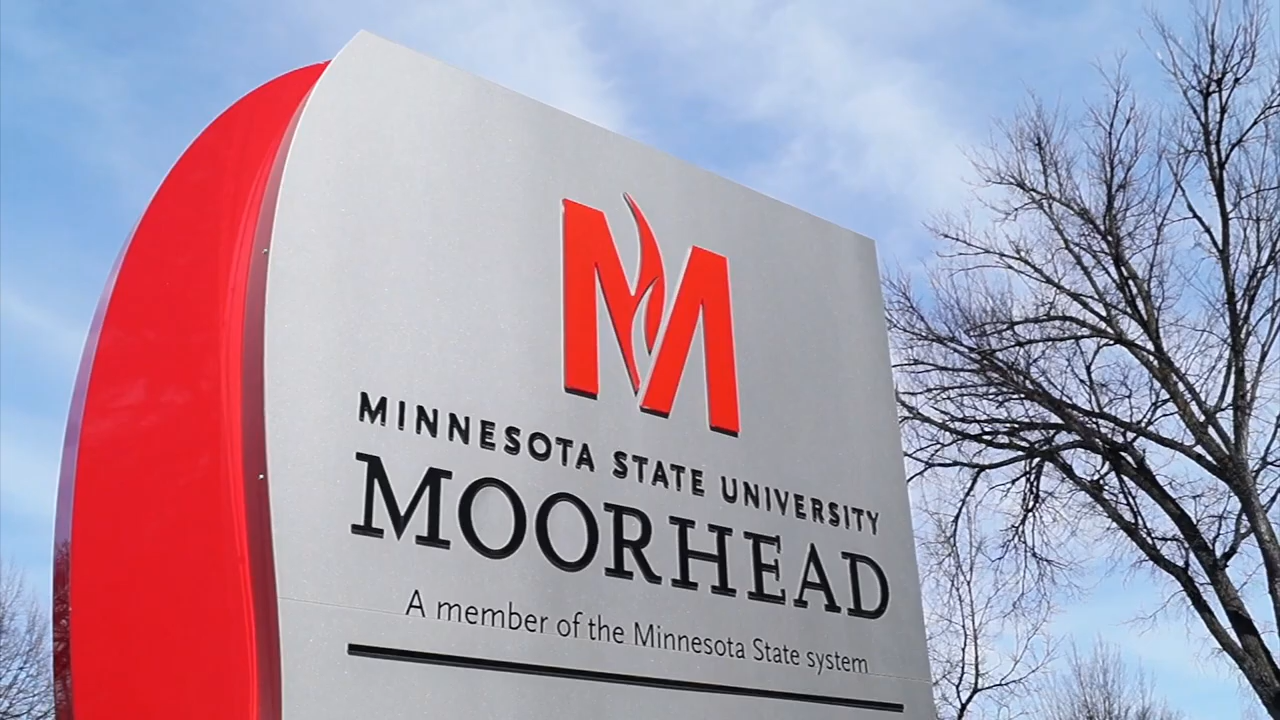 M
MINNESOTA STATE UNIVERSITY
MOORHEAD
A member of the Minnesota State system